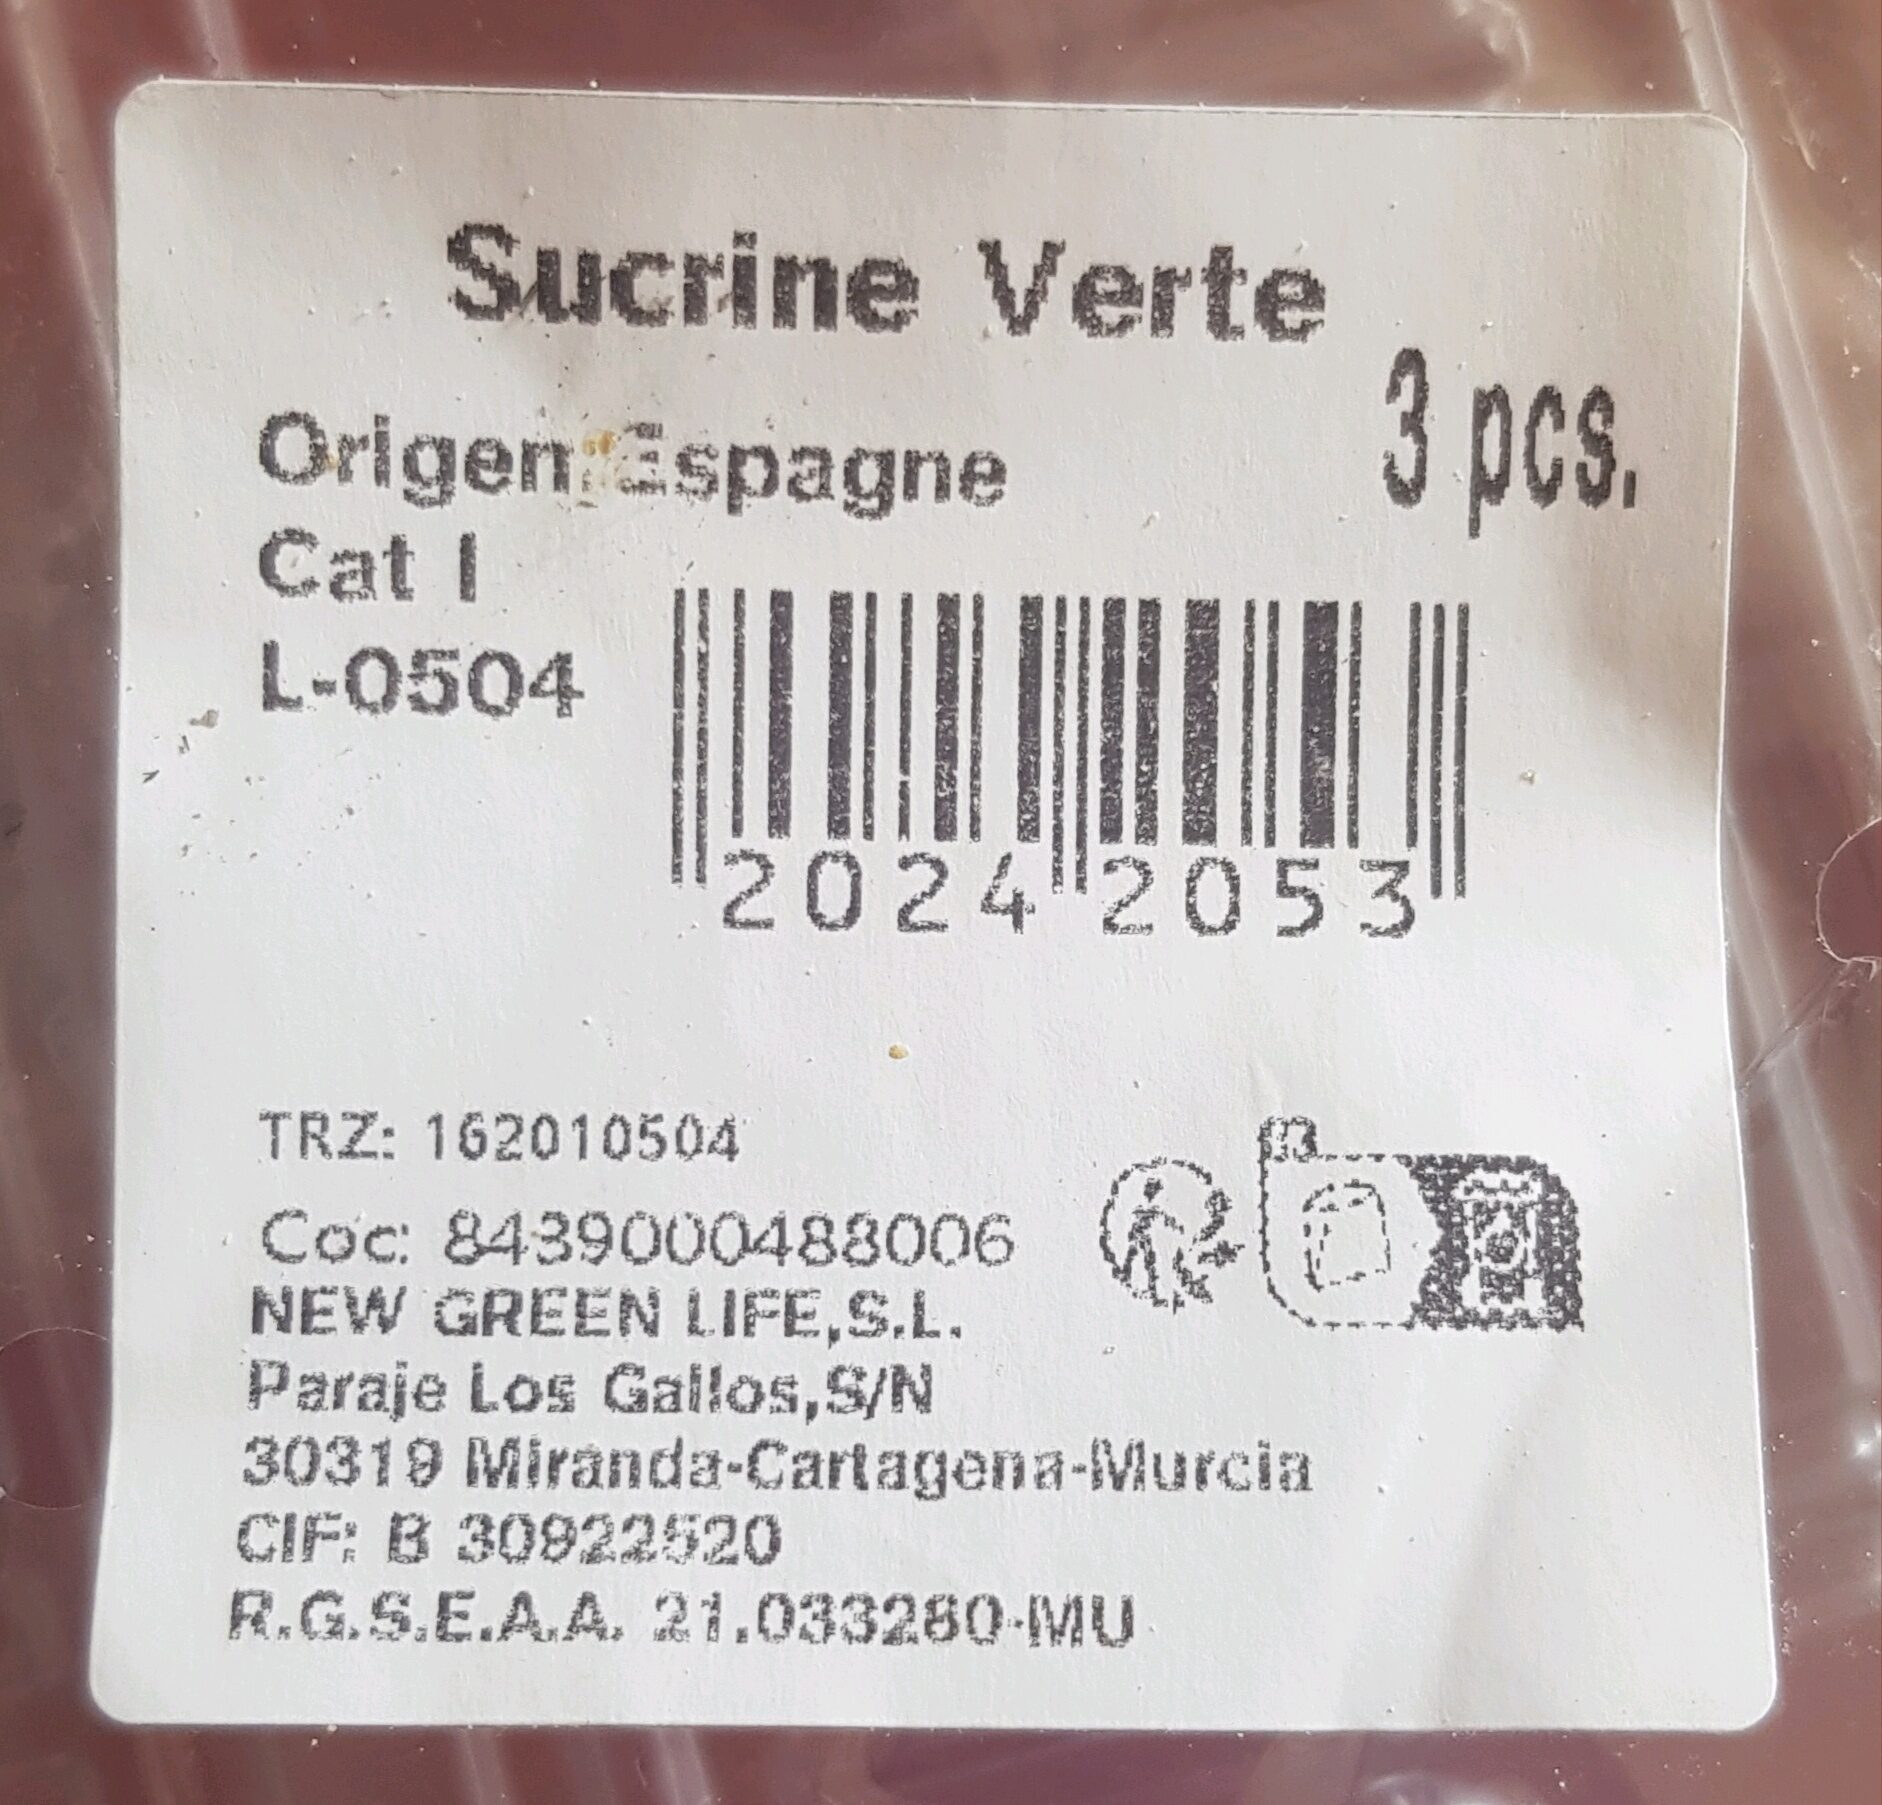 Sucrine Verte
3 pcs.
Origen: Espagne
Cat I
L-0504
2024 2053
TRZ: 162010504
Coc: 8439000488006
NEW GREEN LIFE,S.L.
Paraje Los Gallos,S/N
30319 Miranda-Cartagena-Murcia
CIF: B 30922520
R.G.S.E.A.A. 21.033280-MU